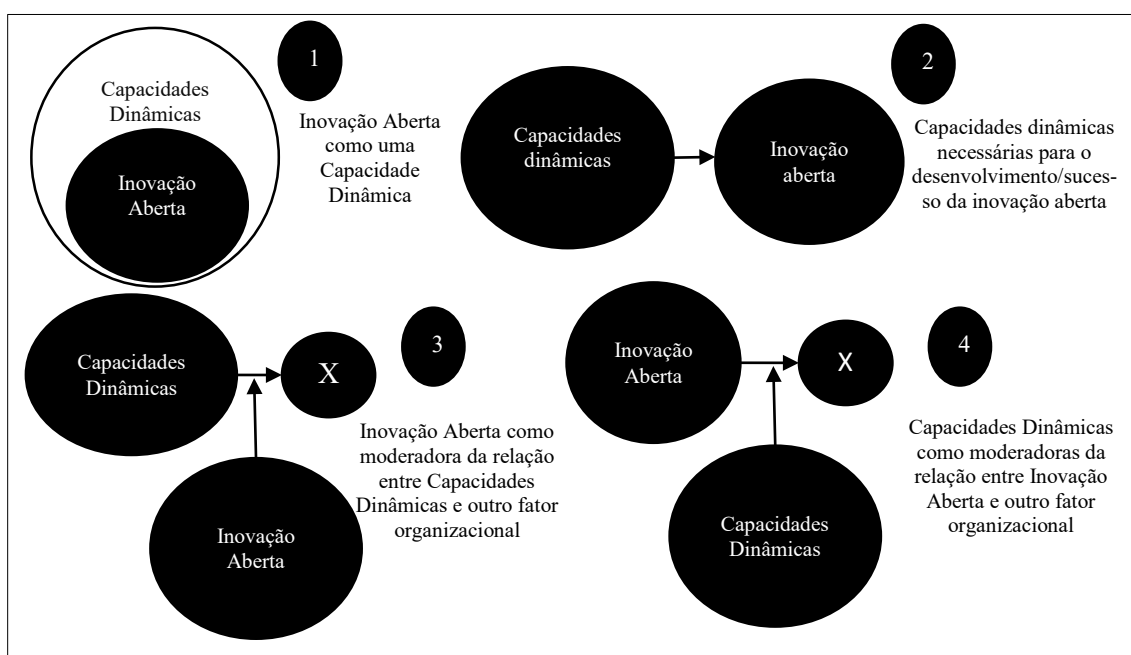 Capacidades
Dinâmicas
Inovação
Aberta
1
Inovação Aberta
como uma
Capacidade
Dinâmica
Capacidades
dinâmicas
Inovação
aberta
2
Capacidades dinâmicas
necessárias para o
desenvolvimento/suces-
so da inovação aberta
Capacidades
Dinâmicas
X
3
Inovação Aberta como
moderadora da relação
entre Capacidades
Dinâmicas e outro fator
organizacional
Inovação
Aberta
Inovação
Aberta
X
4
Capacidades Dinâmicas
como moderadoras da
relação entre Inovação
Aberta e outro fator
organizacional
Capacidades
Dinâmicas